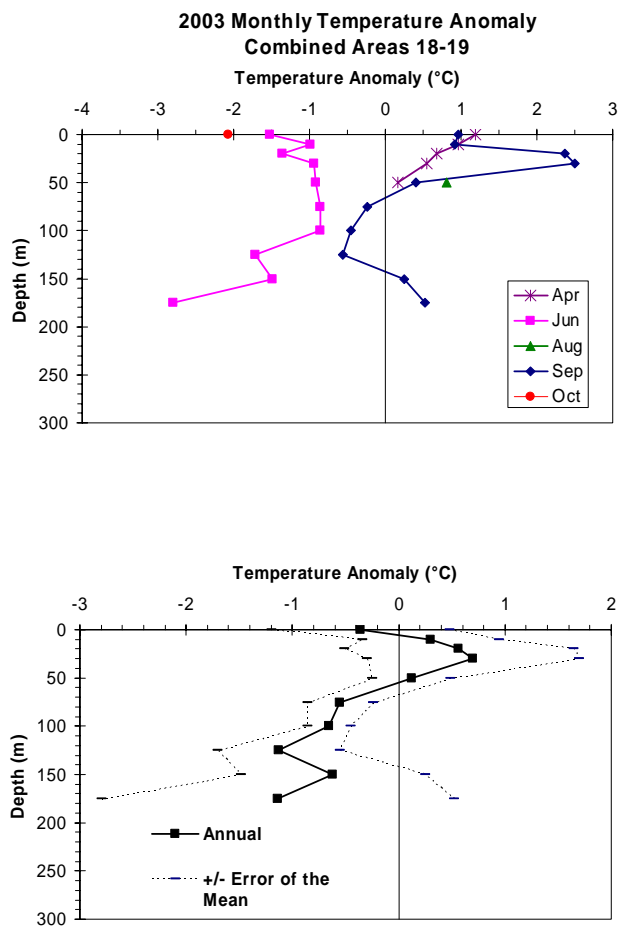 2003 Monthly Temperature Anomaly
Combined Areas 18-19
Temperature Anomaly (°C)
-4 -3 -2 -1 0 1 2 3
0
50
100
150
200
250
300
Depth (m)
Apr
Jun
Aug
Sep
Oct
Temperature Anomaly (°C)
-3 -2 -1 0 1 2
0
50
100
150
200
250
300
Depth (m)
Annual
+/- Error of the
Mean